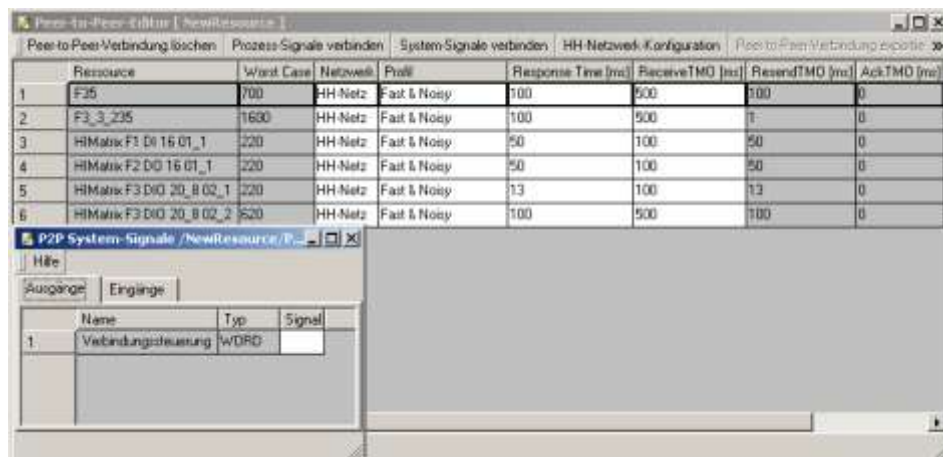 Peer-to-Peer-Editor [ NewResource ]
Peer-to-Peer-Verbindung löschen Prozess-Signale verbinden System-Signale verbinden HH-Netzwerk-Konfiguration Peer-to-Peer-Verbindung exportie »
Ressource Worst Case Netzwerk Profil Response Time [ms] ReceiveTMO [ms] ResendTMO [ms] AckTMO [ms]
1 F35 700 HH-Netz Fast & Noisy 100 500 100 0
2 F3_3_235 1600 HH-Netz Fast & Noisy 100 500 1 0
3 HIMatrix F1 DI 16 01_1 220 HH-Netz Fast & Noisy 50 100 50 0
4 HIMatrix F2 DO 16 01_1 220 HH-Netz Fast & Noisy 50 100 50 0
5 HIMatrix F3 DIO 20_8 02_1 220 HH-Netz Fast & Noisy 13 100 13 0
6 HIMatrix F3 DIO 20_8 02_2 620 HH-Netz Fast & Noisy 100 500 100 0
P2P System-Signale /NewResource/P...
Hilfe
Ausgänge Eingänge
Name Typ Signal
1 Verbindungssteuerung WORD